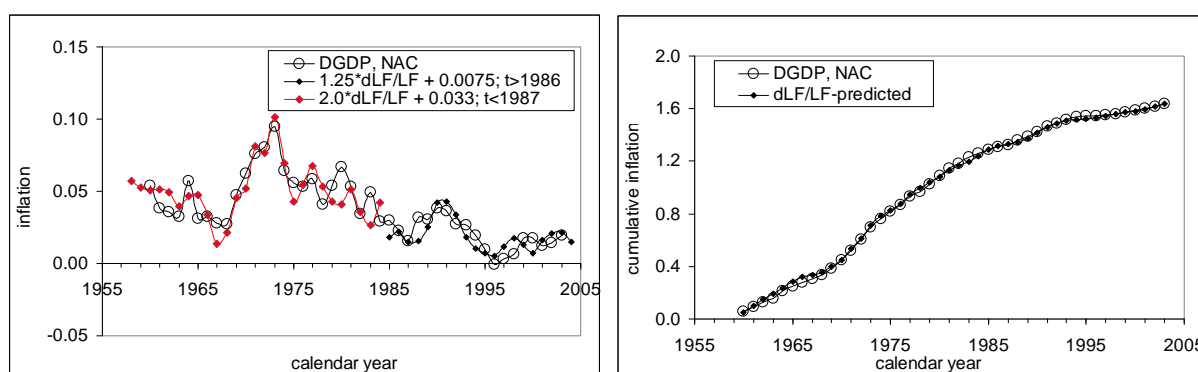 0.15
0.10
0.05
0.00
-0.05
inflation
DGDP, NAC
1.25*dLF/LF + 0.0075; t>1986
2.0*dLF/LF + 0.033; t<1987
1955 1965 1975 1985 1995 2005
calendar year
2.0
1.6
1.2
0.8
0.4
0.0
cumulative inflation
DGDP, NAC
dLF/LF-predicted
1955 1965 1975 1985 1995 2005
calendar year